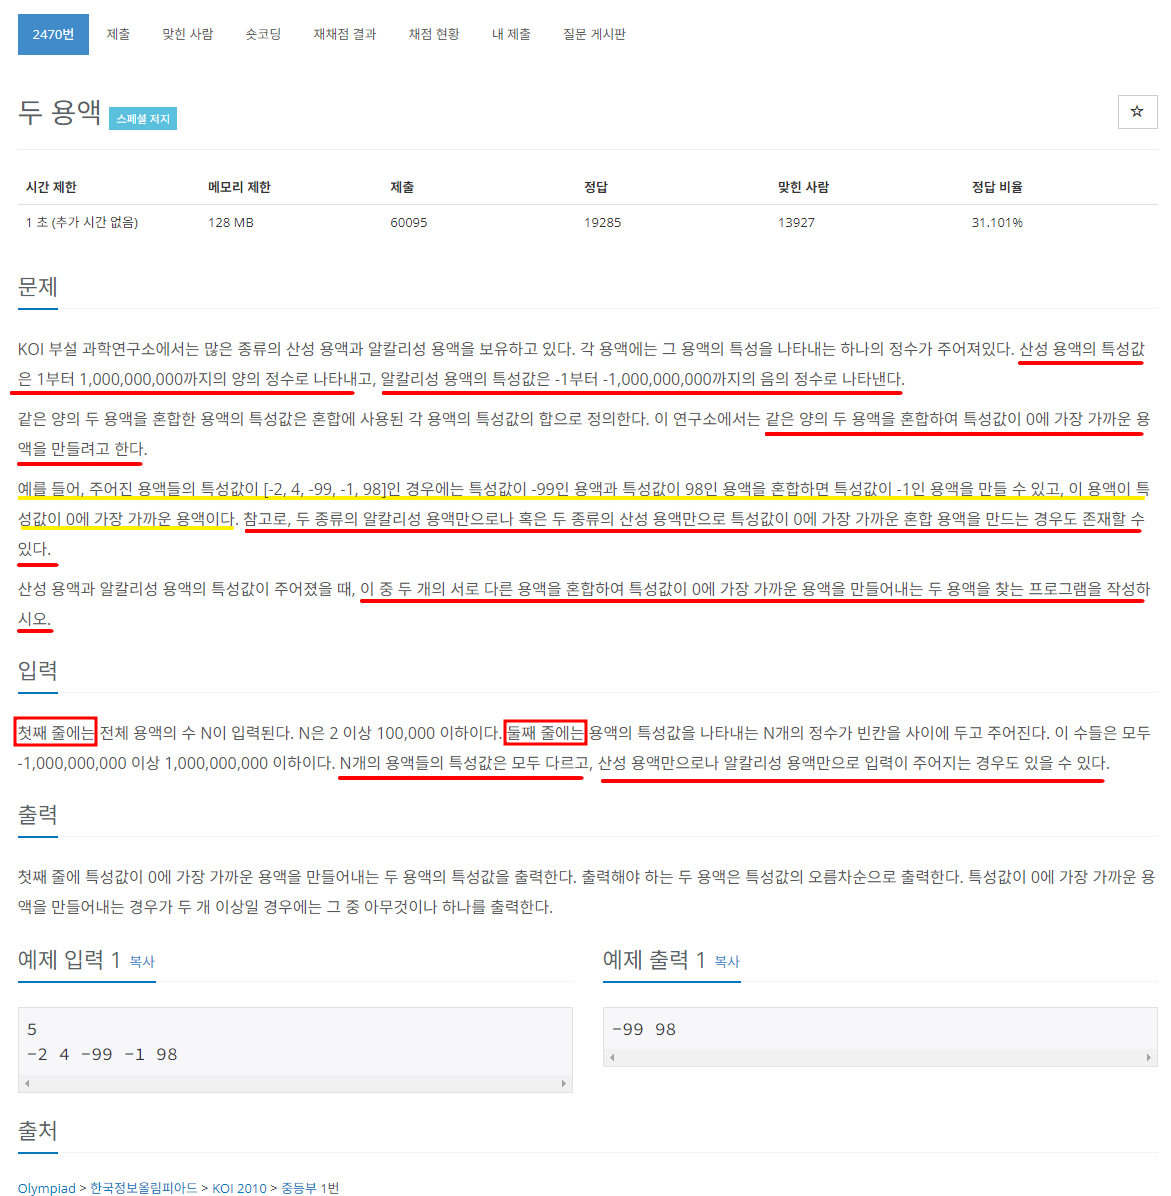 2470번 제출 맞힌 사람 숏코딩 재채점 결과 채점 현황 내 제출 질문 게시판
두 용액 스페셜 저지
☆
시간 제한 메모리 제한 제출 정답 맞힌 사람 정답 비율
1 초 (추가 시간 없음) 128 MB 60095 19285 13927 31.101%
문제
KOI 부설 과학연구소에서는 많은 종류의 산성 용액과 알칼리성 용액을 보유하고 있다. 각 용액에는 그 용액의 특성을 나타내는 하나의 정수가 주어져있다. 산성 용액의 특성값
은 1부터 1,000,000,000까지의 양의 정수로 나타내고, 알칼리성 용액의 특성값은 -1부터 -1,000,000,000까지의 음의 정수로 나타낸다.
같은 양의 두 용액을 혼합한 용액의 특성값은 혼합에 사용된 각 용액의 특성값의 합으로 정의한다. 이 연구소에서는 같은 양의 두 용액을 혼합하여 특성값이 0에 가장 가까운 용
액을 만들려고 한다.
예를 들어, 주어진 용액들의 특성값이 [-2, 4, -99, -1, 98]인 경우에는 특성값이 -99인 용액과 특성값이 98인 용액을 혼합하면 특성값이 -1인 용액을 만들 수 있고, 이 용액이 특
성값이 0에 가장 가까운 용액이다. 참고로, 두 종류의 알칼리성 용액만으로나 혹은 두 종류의 산성 용액만으로 특성값이 0에 가장 가까운 혼합 용액을 만드는 경우도 존재할 수
있다.
산성 용액과 알칼리성 용액의 특성값이 주어졌을 때, 이 중 두 개의 서로 다른 용액을 혼합하여 특성값이 0에 가장 가까운 용액을 만들어내는 두 용액을 찾는 프로그램을 작성하
시오.
입력
첫째 줄에는 전체 용액의 수 N이 입력된다. N은 2 이상 100,000 이하이다. 둘째 줄에는 용액의 특성값을 나타내는 N개의 정수가 빈칸을 사이에 두고 주어진다. 이 수들은 모두
-1,000,000,000 이상 1,000,000,000 이하이다. N개의 용액들의 특성값은 모두 다르고, 산성 용액만으로나 알칼리성 용액만으로 입력이 주어지는 경우도 있을 수 있다.
출력
첫째 줄에 특성값이 0에 가장 가까운 용액을 만들어내는 두 용액의 특성값을 출력한다. 출력해야 하는 두 용액은 특성값의 오름차순으로 출력한다. 특성값이 0에 가장 가까운 용
액을 만들어내는 경우가 두 개 이상일 경우에는 그 중 아무것이나 하나를 출력한다.
예제 입력 1 복사
5
-2 4 -99 -1 98
예제 출력 1 복사
-99 98
출처
Olympiad > 한국정보올림피아드 > KOI 2010 > 중등부 1번